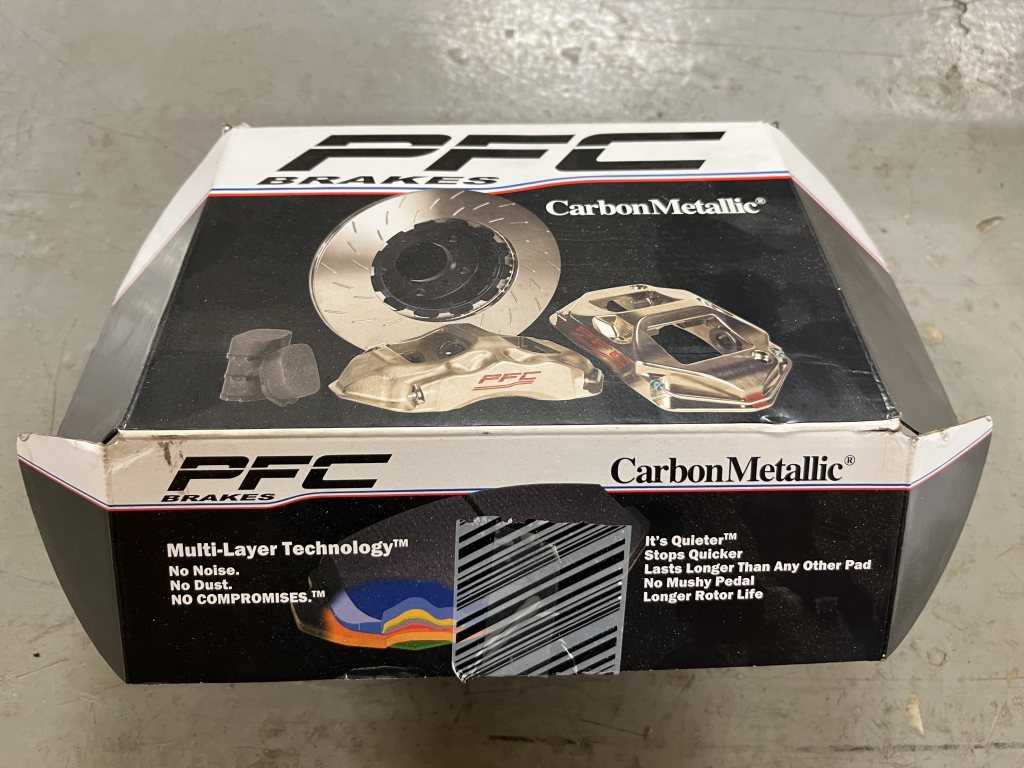 PFC
BRAKES
CarbonMetallic®
PFC
PFC
PFC
BRAKES
CarbonMetallic®
Multi-Layer Technology™
No Noise.
No Dust.
NO COMPROMISES.™
It's Quieter™
Stops Quicker
Lasts Longer Than Any Other Pad
No Mushy Pedal
Longer Rotor Life